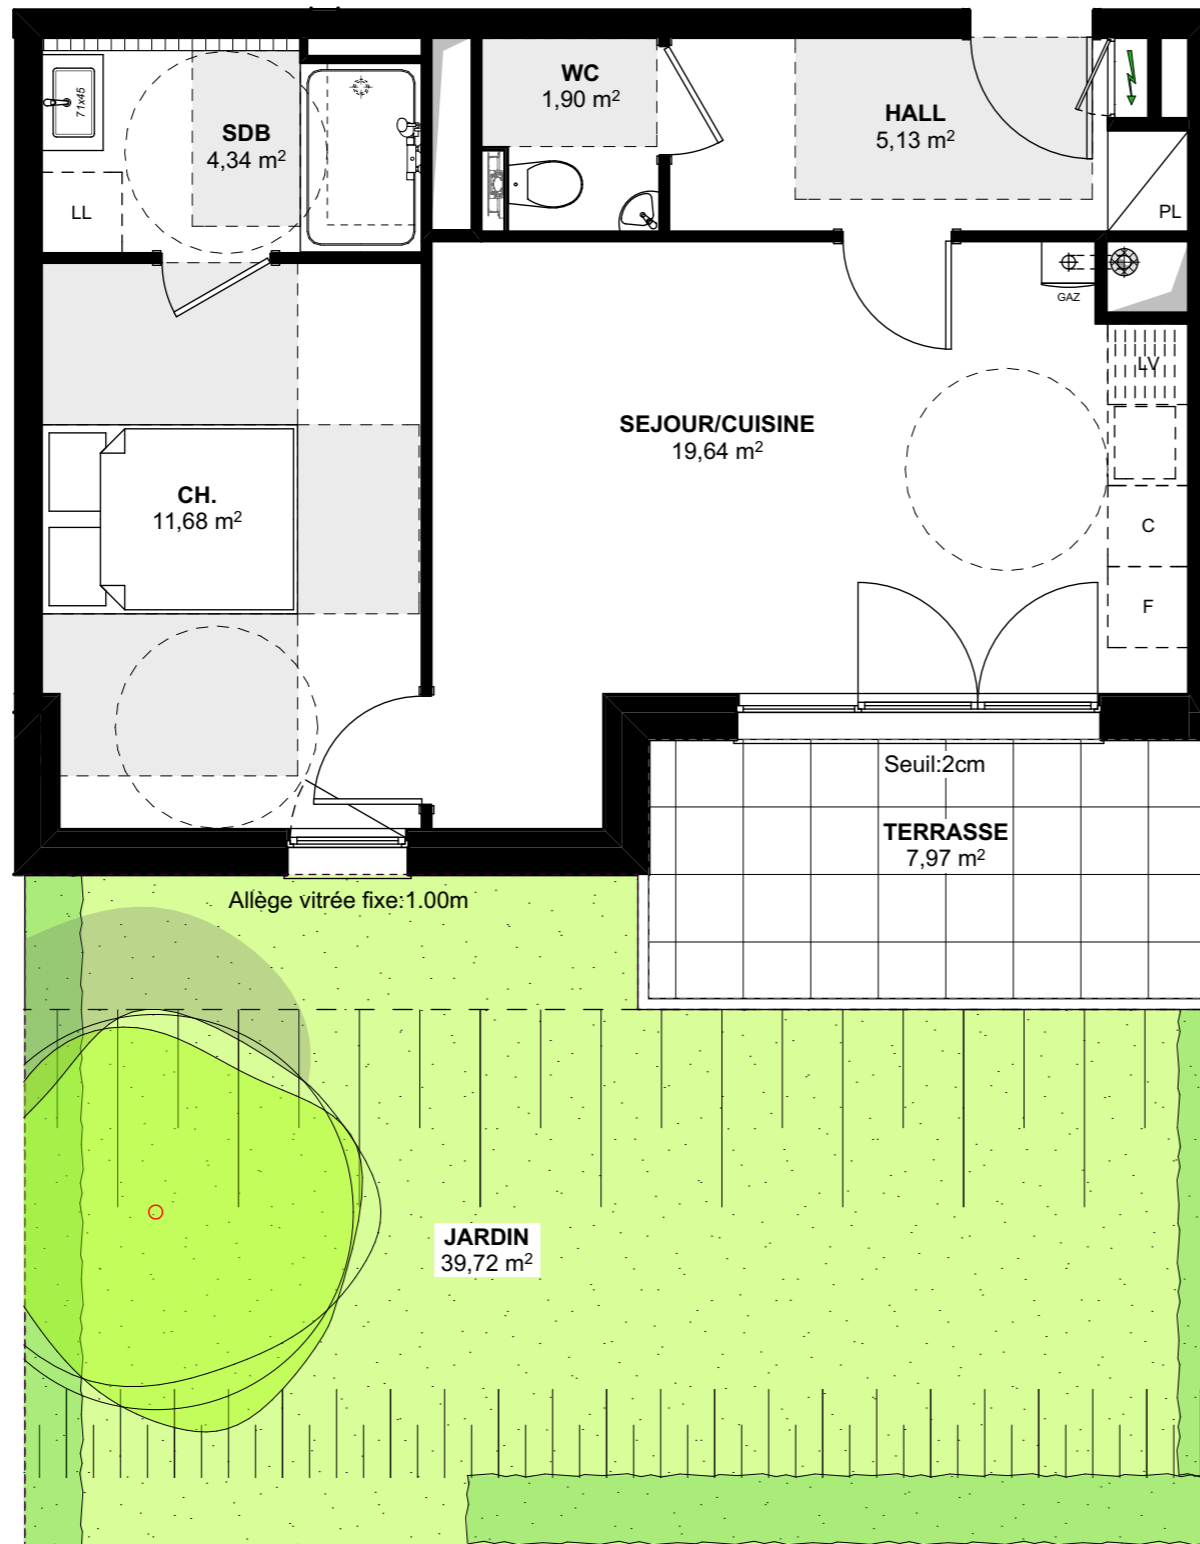 WC
1,90 m²
HALL
5,13 m²
SDB
4,34 m²
71x45
LL
PL
GAZ
LV
SEJOUR/CUISINE
19,64 m²
CH.
11,68 m²
C
F
Seuil:2cm
TERRASSE
7,97 m²
Allège vitrée fixe:1.00m
JARDIN
39,72 m²